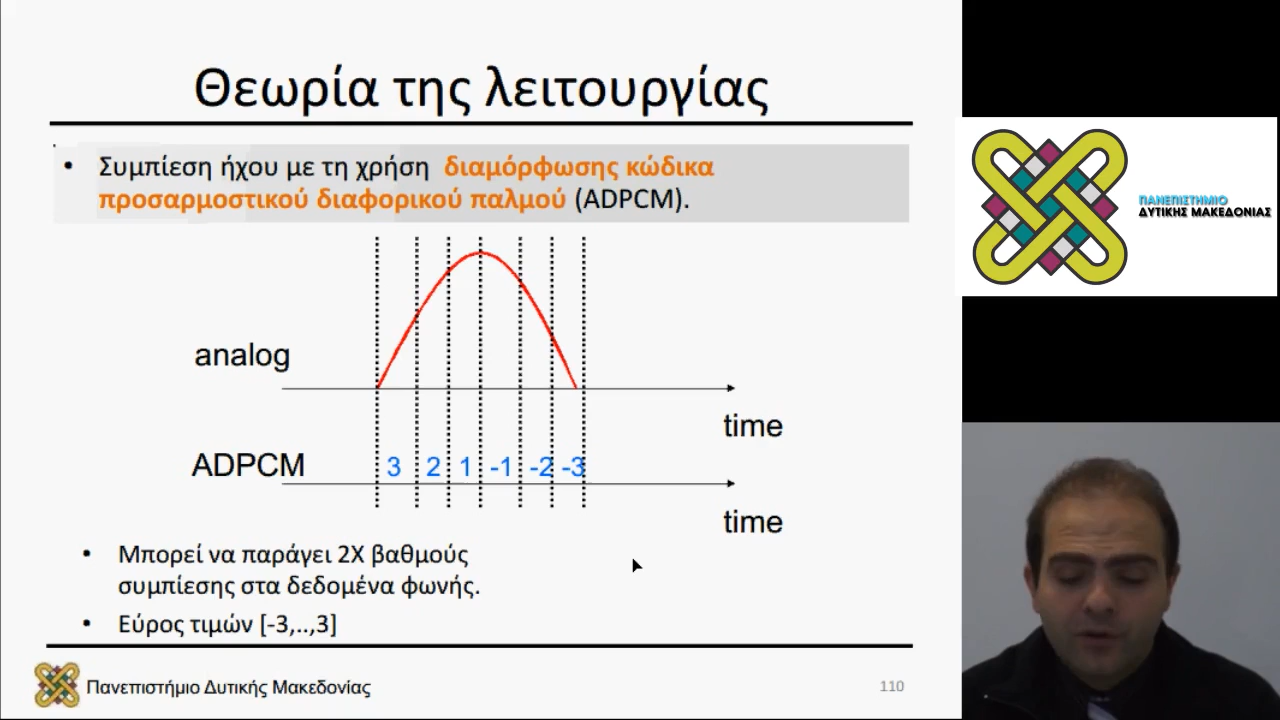 Θεωρία της λειτουργίας
• Συμπίεση ήχου με τη χρήση διαμόρφωσης κώδικα
προσαρμοστικού διαφορικού παλμού (ADPCM).
analog
time
ADPCM 3 2 1 -1 -2 -3
time
• Μπορεί να παράγει 2X βαθμούς
συμπίεσης στα δεδομένα φωνής.
• Εύρος τιμών [-3,..,3]
Πανεπιστήμιο Δυτικής Μακεδονίας
110
ΠΑΝΕΠΙΣΤΗΜΙΟ
ΔΥΤΙΚΗΣ ΜΑΚΕΔΟΝΙΑΣ